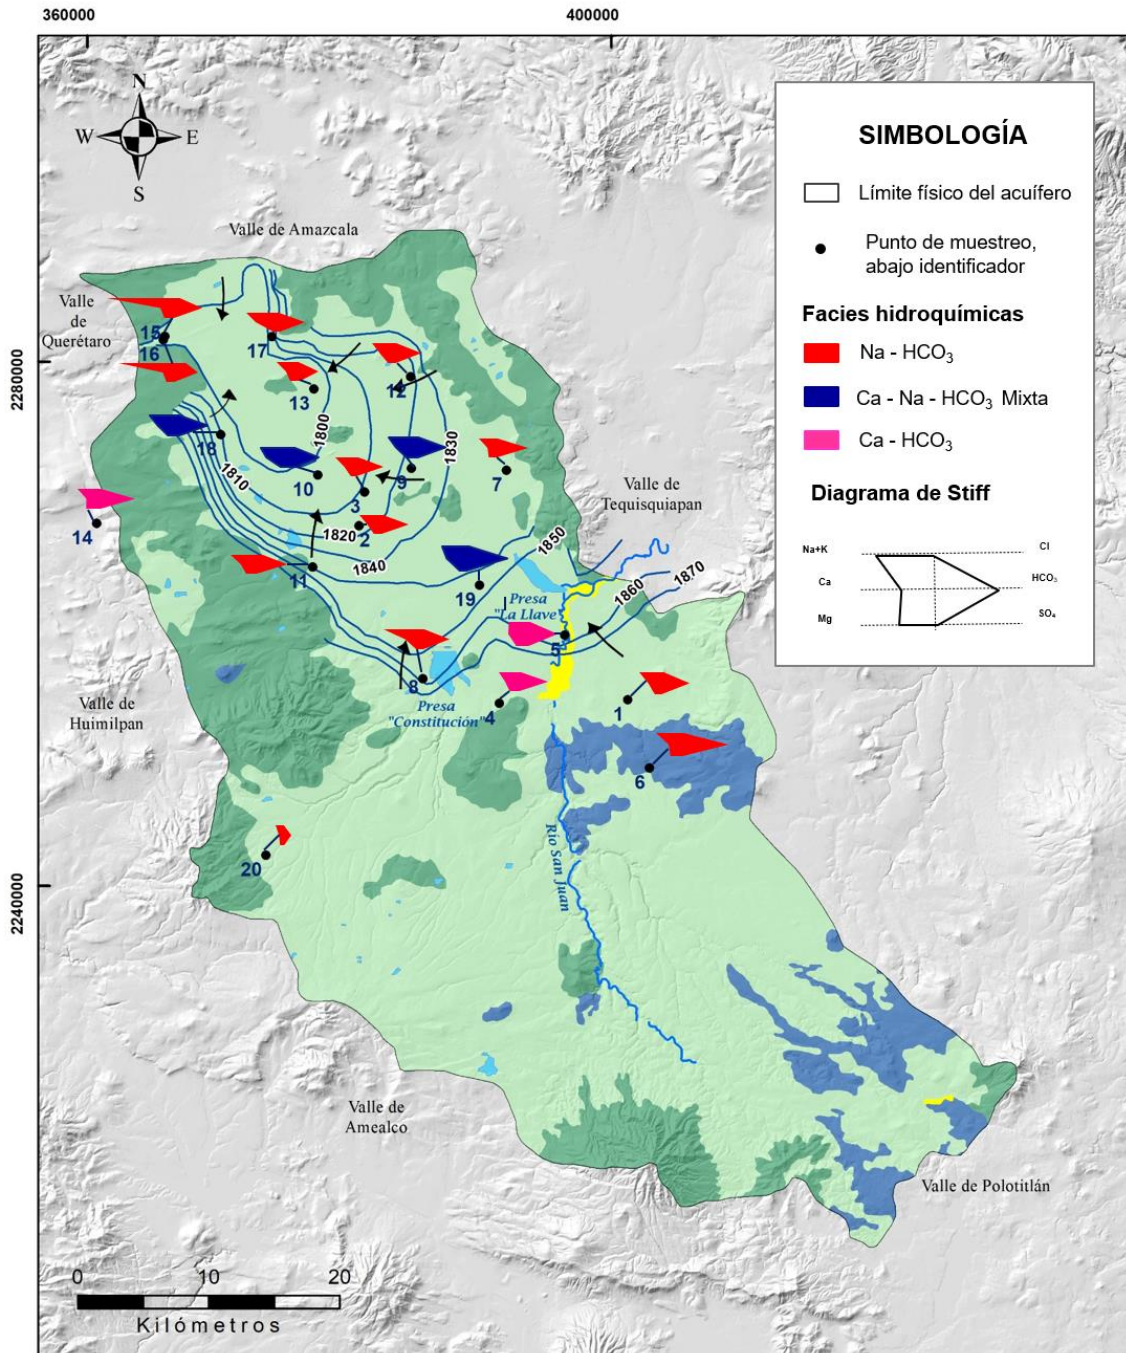 360000
400000
N
W
E
S
2280000
2240000
SIMBOLOGÍA
Límite físico del acuífero
Punto de muestreo,
abajo identificador
Facies hidroquímicas
Na - HCO₃
Ca - Na - HCO₃ Mixta
Ca - HCO₃
Diagrama de Stiff
Na+K
Cl
Ca
HCO₃
Mg
SO₄
Valle de Amazcala
Valle
de
Querétaro
15
16
17
13
12
18
1800
1830
1810
10
3
9
7
Valle de
Tequisquiapan
14
1820
2
1840
11
1850
19
1860
1870
Presa
"La Llave"
5
8
Presa
"Constitución"
4
1
Valle de
Huimilpan
6
20
Río San Juan
Valle de
Amealco
Valle de Polotitlán
0
10
20
Kilómetros